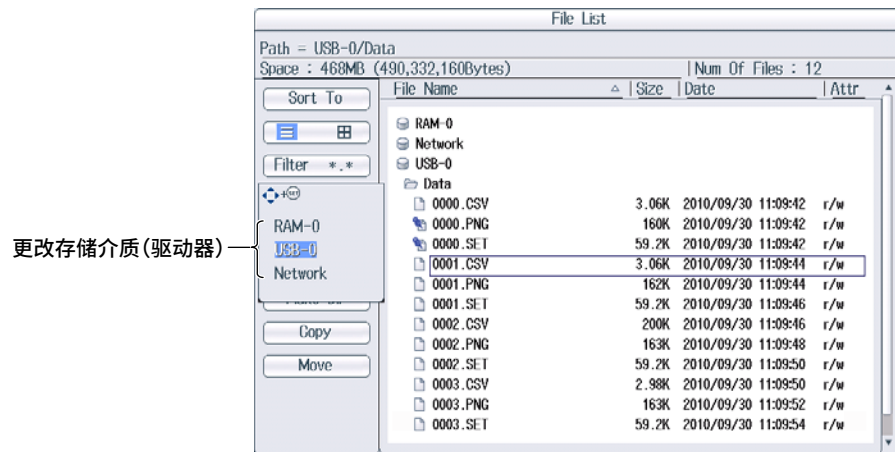 File List
Path = USB-0/Data
Space : 468MB (490,332,160Bytes) Num Of Files : 12
Sort To
File Name Size Date Attr
Filter *.*
RAM-0
Network
USB-0
Data
0000.CSV 3.06K 2010/09/30 11:09:42 r/w
0000.PNG 160K 2010/09/30 11:09:42 r/w
0000.SET 59.2K 2010/09/30 11:09:42 r/w
0001.CSV 3.06K 2010/09/30 11:09:44 r/w
0001.PNG 162K 2010/09/30 11:09:44 r/w
0001.SET 59.2K 2010/09/30 11:09:46 r/w
0002.CSV 200K 2010/09/30 11:09:46 r/w
0002.PNG 163K 2010/09/30 11:09:48 r/w
0002.SET 59.2K 2010/09/30 11:09:50 r/w
0003.CSV 2.98K 2010/09/30 11:09:50 r/w
0003.PNG 163K 2010/09/30 11:09:52 r/w
0003.SET 59.2K 2010/09/30 11:09:54 r/w
+SET
RAM-0
USB-0
Network
更改存储介质(驱动器)
Copy
Move